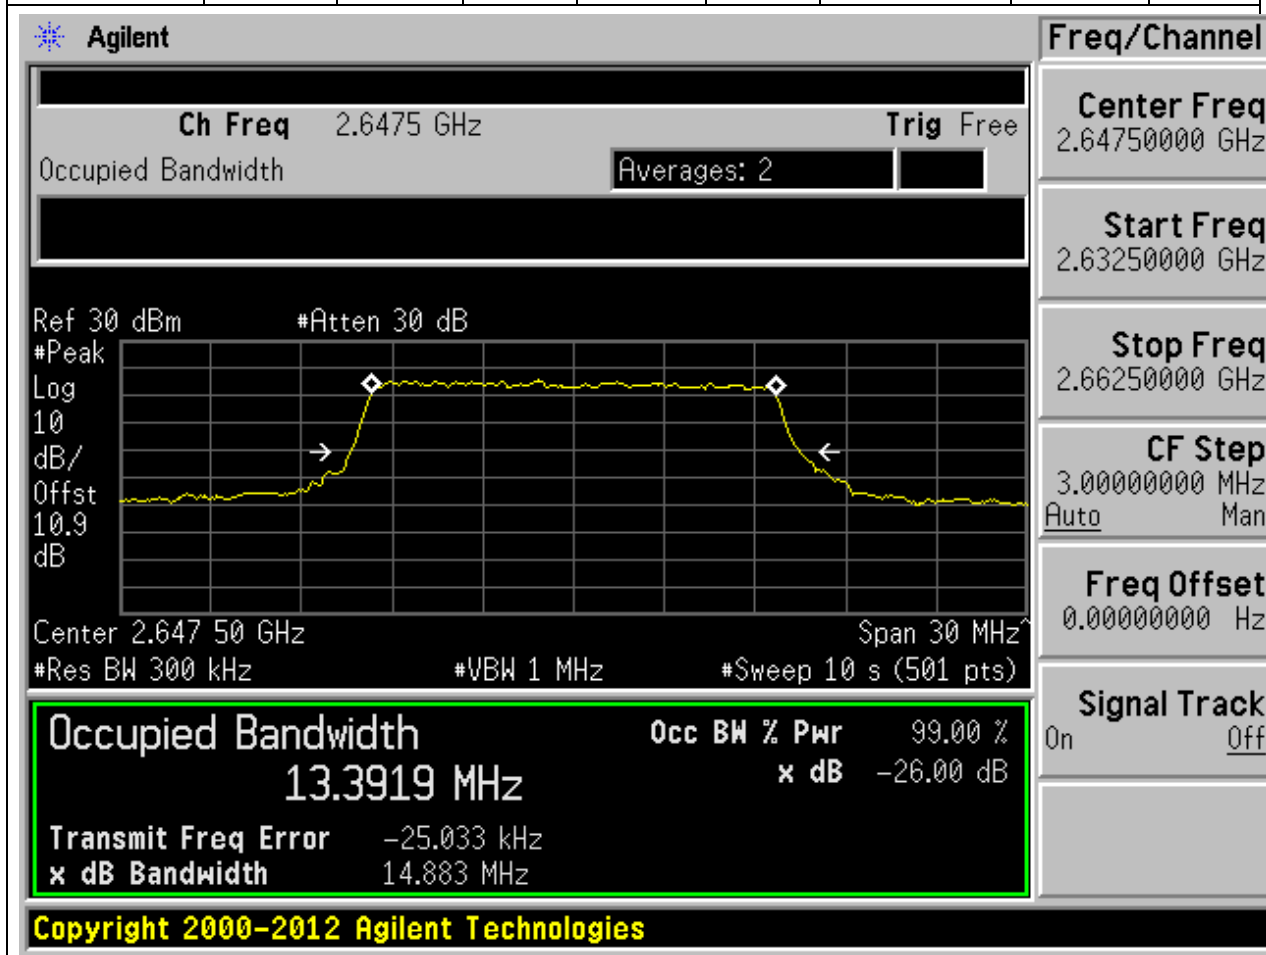 Agilent
Freq/Channel
Ch Freq 2.6475 GHz Trig Free
Occupied Bandwidth Averages: 2
Center Freq
2.64750000 GHz
Start Freq
2.63250000 GHz
Stop Freq
2.66250000 GHz
CF Step
3.00000000 MHz
Auto Man
Freq Offset
0.00000000 Hz
Signal Track
On Off
Ref 30 dBm #Atten 30 dB
#Peak
Log
10
dB/
Offst
10.9
dB
Center 2.647 50 GHz Span 30 MHz^
#Res BW 300 kHz #VBW 1 MHz #Sweep 10 s (501 pts)
Occupied Bandwidth Occ BW % Pwr 99.00 %
13.3919 MHz x dB -26.00 dB
Transmit Freq Error -25.033 kHz
x dB Bandwidth 14.883 MHz
Copyright 2000-2012 Agilent Technologies